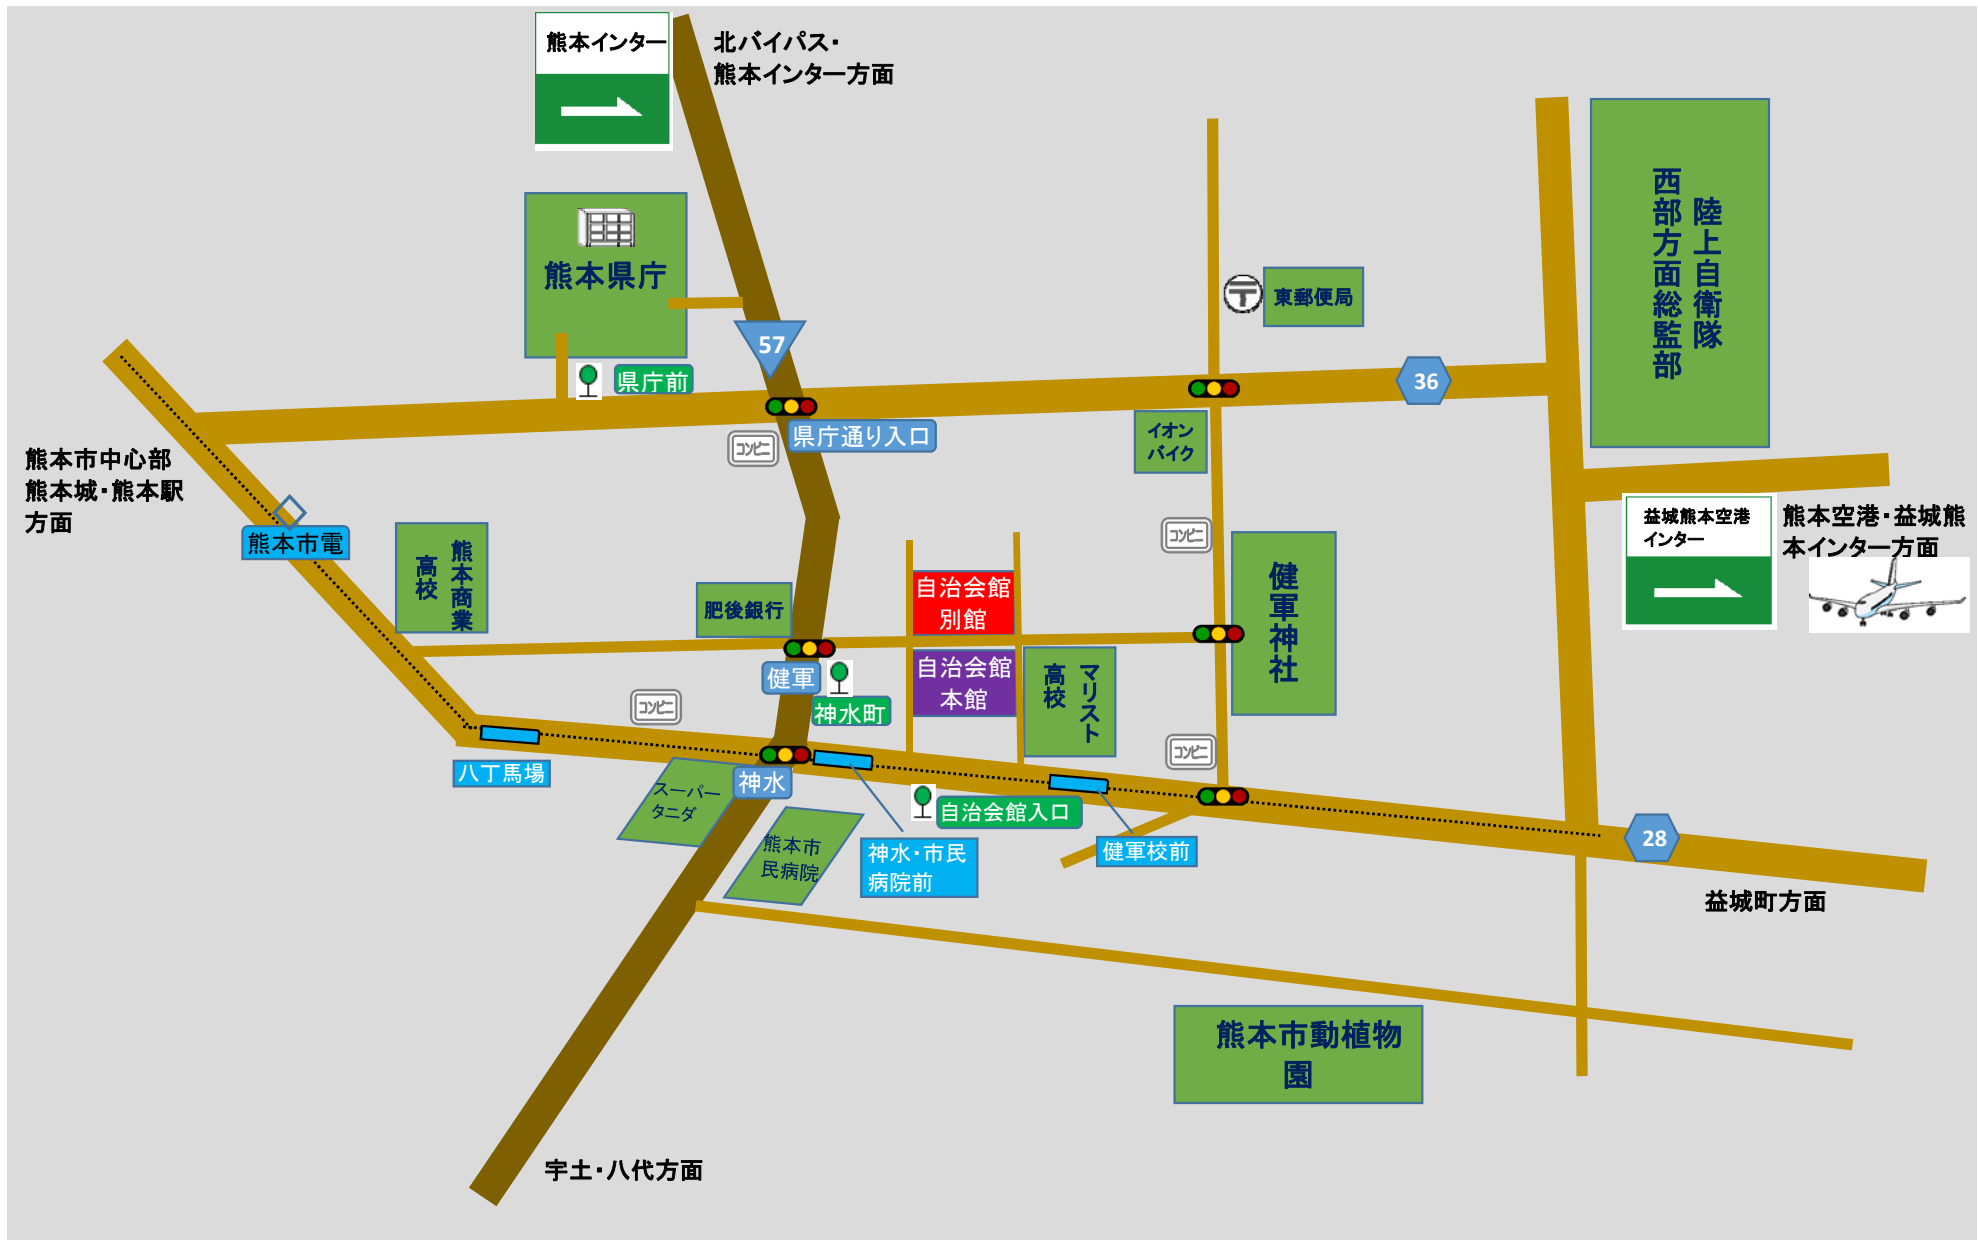 熊本インター
北バイパス・
熊本インター方面
熊本県庁
57
県庁前
県庁通り入口
コンビニ
東郵便局
36
陸上自衛隊
西部方面総監部
イオン
バイク
熊本市中心部
熊本城・熊本駅
方面
熊本市電
熊本商業
高校
コンビニ
益城熊本空港
インター
熊本空港・益城熊
本インター方面
健軍神社
肥後銀行
自治会館
別館
自治会館
本館
マリスト
高校
健軍
神水町
コンビニ
コンビニ
八丁馬場
神水
スーパー
タニダ
熊本市
民病院
自治会館入口
神水・市民
病院前
健軍校前
28
益城町方面
熊本市動植物
園
宇土・八代方面